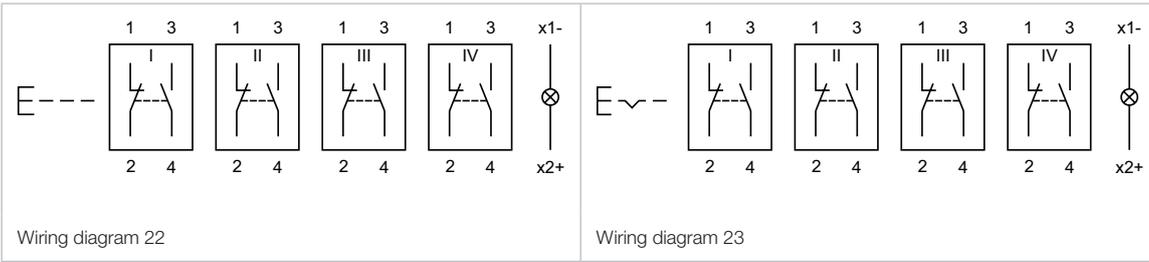 1 3 1 3 1 3 1 3 x1-
I II III IV
2 4 2 4 2 4 2 4 x2+
Wiring diagram 22
1 3 1 3 1 3 1 3 x1-
I II III IV
2 4 2 4 2 4 2 4 x2+
Wiring diagram 23